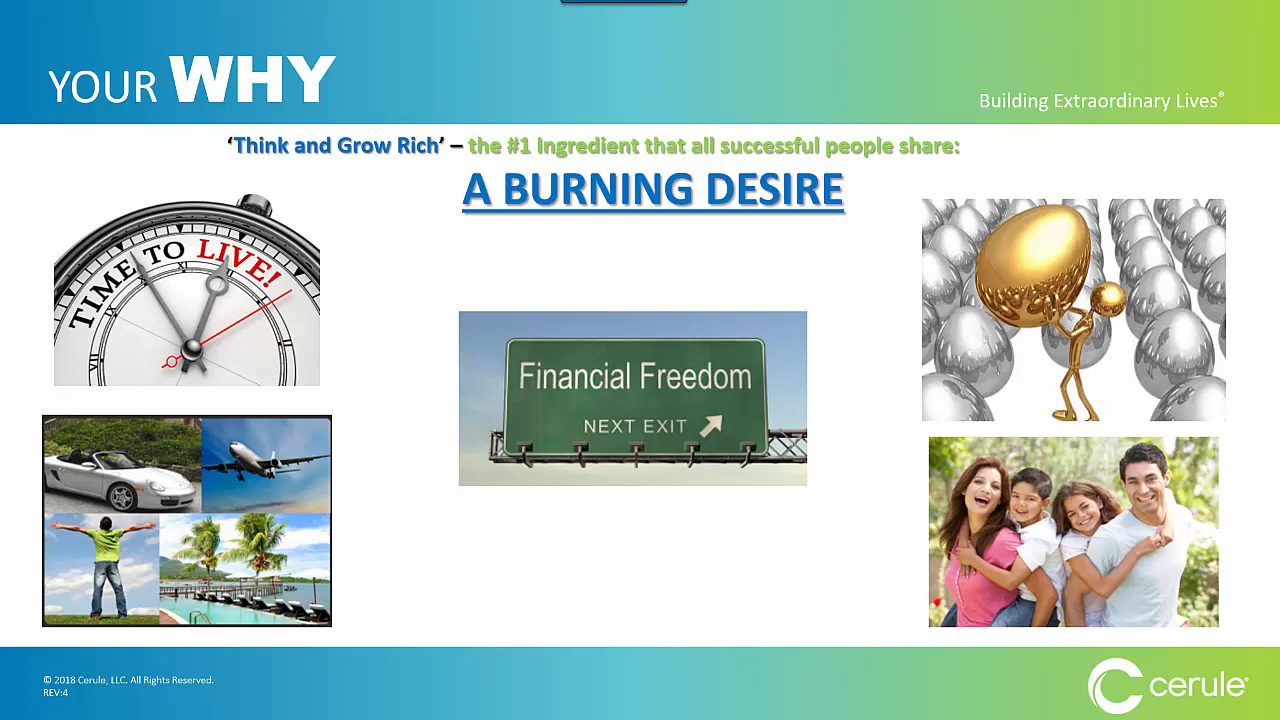 YOUR WHY
Building Extraordinary Lives®
‘Think and Grow Rich’ – the #1 Ingredient that all successful people share:
A BURNING DESIRE
TIME TO LIVE!
Financial Freedom
NEXT EXIT
© 2018 Cerule, LLC. All Rights Reserved.
REV:4
cerule®